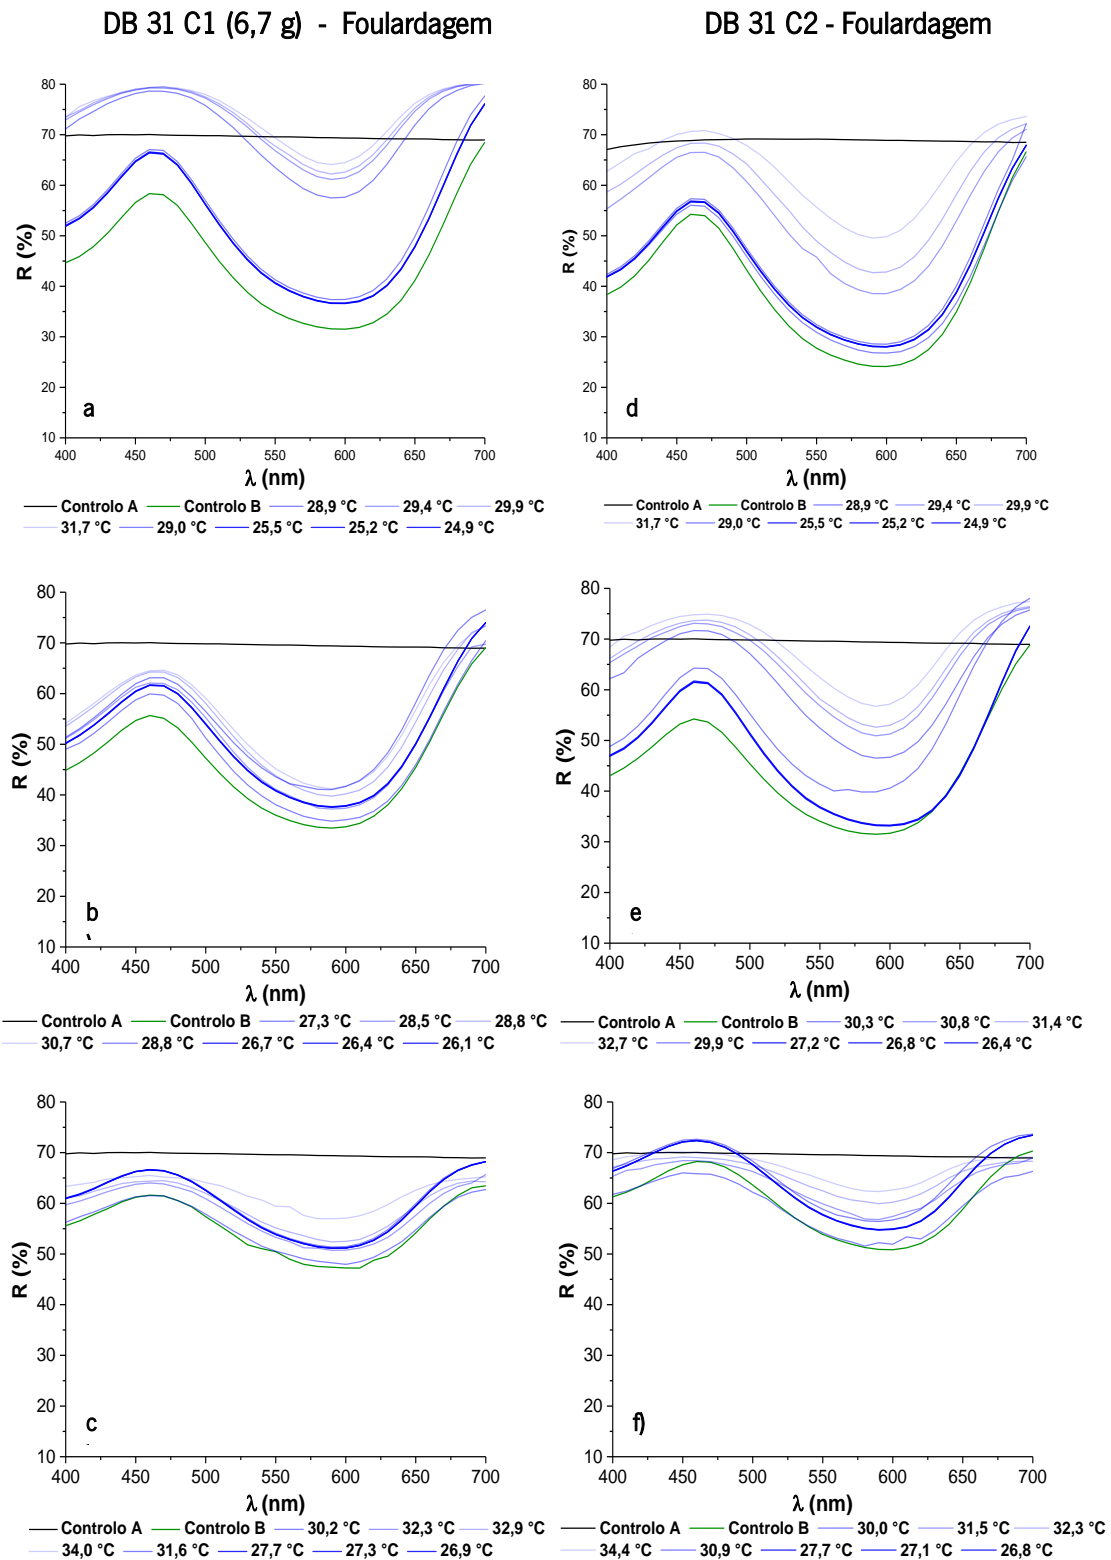 DB 31 C1 (6,7 g) - Foulardagem
DB 31 C2 - Foulardagem
80
70
60
50
40
30
20
10
R (%)
a
400 450 500 550 600 650 700
λ (nm)
Controlo A Controlo B 28,9 °C 29,4 °C 29,9 °C
31,7 °C 29,0 °C 25,5 °C 25,2 °C 24,9 °C
80
70
60
50
40
30
20
10
R (%)
d
400 450 500 550 600 650 700
λ (nm)
Controlo A Controlo B 28,9 °C 29,4 °C 29,9 °C
31,7 °C 29,0 °C 25,5 °C 25,2 °C 24,9 °C
80
70
60
50
40
30
20
10
R (%)
b
400 450 500 550 600 650 700
λ (nm)
Controlo A Controlo B 27,3 °C 28,5 °C 28,8 °C
30,7 °C 28,8 °C 26,7 °C 26,4 °C 26,1 °C
80
70
60
50
40
30
20
10
R (%)
e
400 450 500 550 600 650 700
λ (nm)
Controlo A Controlo B 30,3 °C 30,8 °C 31,4 °C
32,7 °C 29,9 °C 27,2 °C 26,8 °C 26,4 °C
80
70
60
50
40
30
20
10
R (%)
c
400 450 500 550 600 650 700
λ (nm)
Controlo A Controlo B 30,2 °C 32,3 °C 32,9 °C
34,0 °C 31,6 °C 27,7 °C 27,3 °C 26,9 °C
80
70
60
50
40
30
20
10
R (%)
f)
400 450 500 550 600 650 700
λ (nm)
Controlo A Controlo B 30,0 °C 31,5 °C 32,3 °C
34,4 °C 30,9 °C 27,7 °C 27,1 °C 26,8 °C